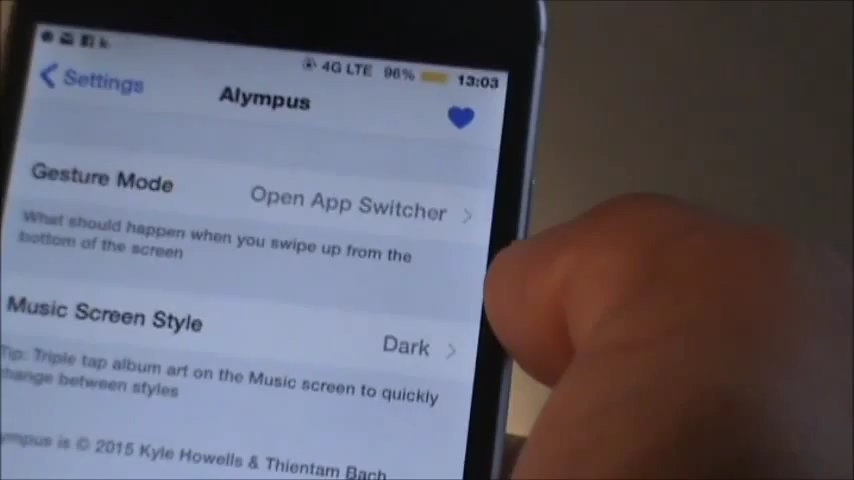 4G LTE 96% 13:03
Settings Alympus
Gesture Mode Open App Switcher
What should happen when you swipe up from the
bottom of the screen
Music Screen Style Dark
Tip: Triple tap album art on the Music screen to quickly
change between styles
ympus is © 2015 Kyle Howells & Thientam Bach